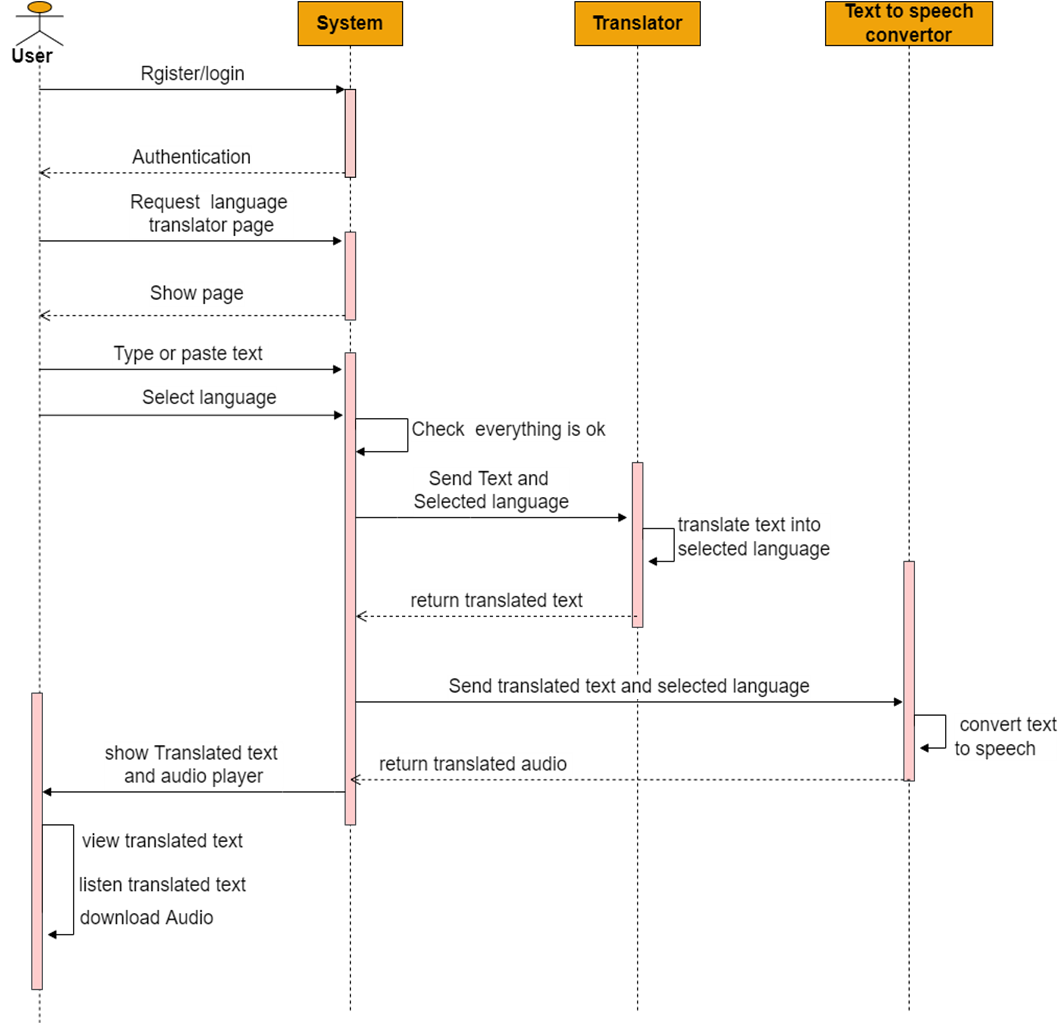 System
Translator
Text to speech
convertor
User
Rgister/login
Authentication
Request language
translator page
Show page
Type or paste text
Select language
Check everything is ok
Send Text and
Selected language
translate text into
selected language
return translated text
Send translated text and selected language
convert text
to speech
show Translated text
and audio player
return translated audio
view translated text
listen translated text
download Audio